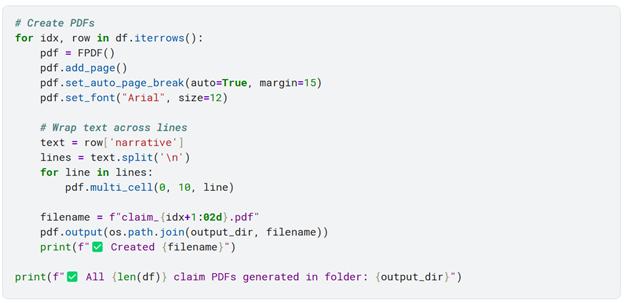 # Create PDFs
for idx, row in df.iterrows():
    pdf = FPDF()
    pdf.add_page()
    pdf.set_auto_page_break(auto=True, margin=15)
    pdf.set_font("Arial", size=12)

    # Wrap text across lines
    text = row['narrative']
    lines = text.split('\n')
    for line in lines:
        pdf.multi_cell(0, 10, line)

    filename = f"claim_{idx+1:02d}.pdf"
    pdf.output(os.path.join(output_dir, filename))
    print(f"✅ Created {filename}")

print(f"✅ All {len(df)} claim PDFs generated in folder: {output_dir}")